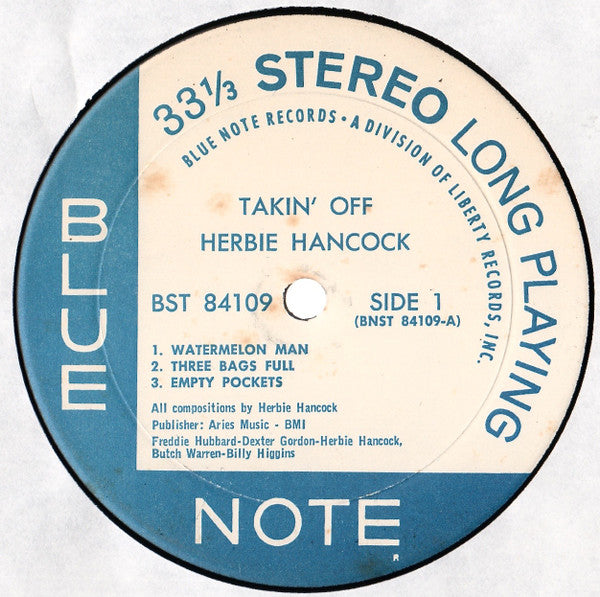 33⅓ STEREO LONG PLAYING
BLUE NOTE RECORDS • A DIVISION OF LIBERTY RECORDS, INC.
TAKIN' OFF
HERBIE HANCOCK
BST 84109 SIDE 1
(BNST 84109-A)
1. WATERMELON MAN
2. THREE BAGS FULL
3. EMPTY POCKETS
All compositions by Herbie Hancock
Publisher: Aries Music - BMI
Freddie Hubbard-Dexter Gordon-Herbie Hancock,
Butch Warren-Billy Higgins
BLUE
NOTE
R